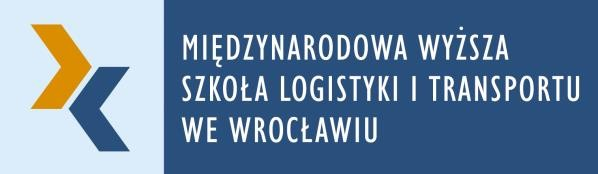 MIĘDZYNARODOWA WYŻSZA
SZKOŁA LOGISTYKI I TRANSPORTU
WE WROCŁAWIU